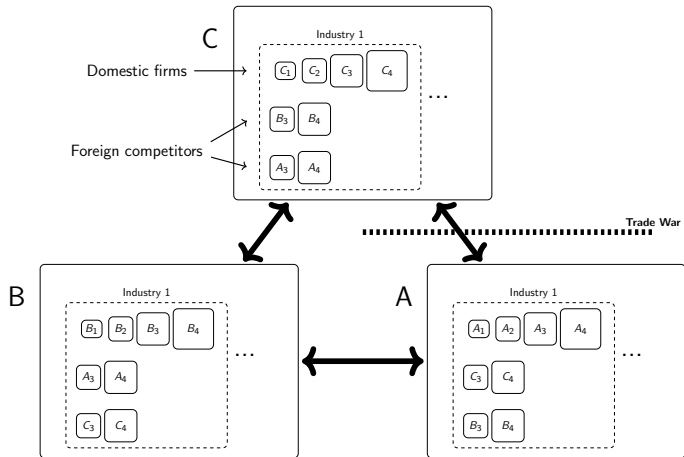 C
Industry 1
Domestic firms
C1 C2 C3 C4
...
B3 B4
Foreign competitors
A3 A4
Trade War
B
Industry 1
B1 B2 B3 B4
...
A3 A4
C3 C4
A
Industry 1
A1 A2 A3 A4
...
C3 C4
B3 B4